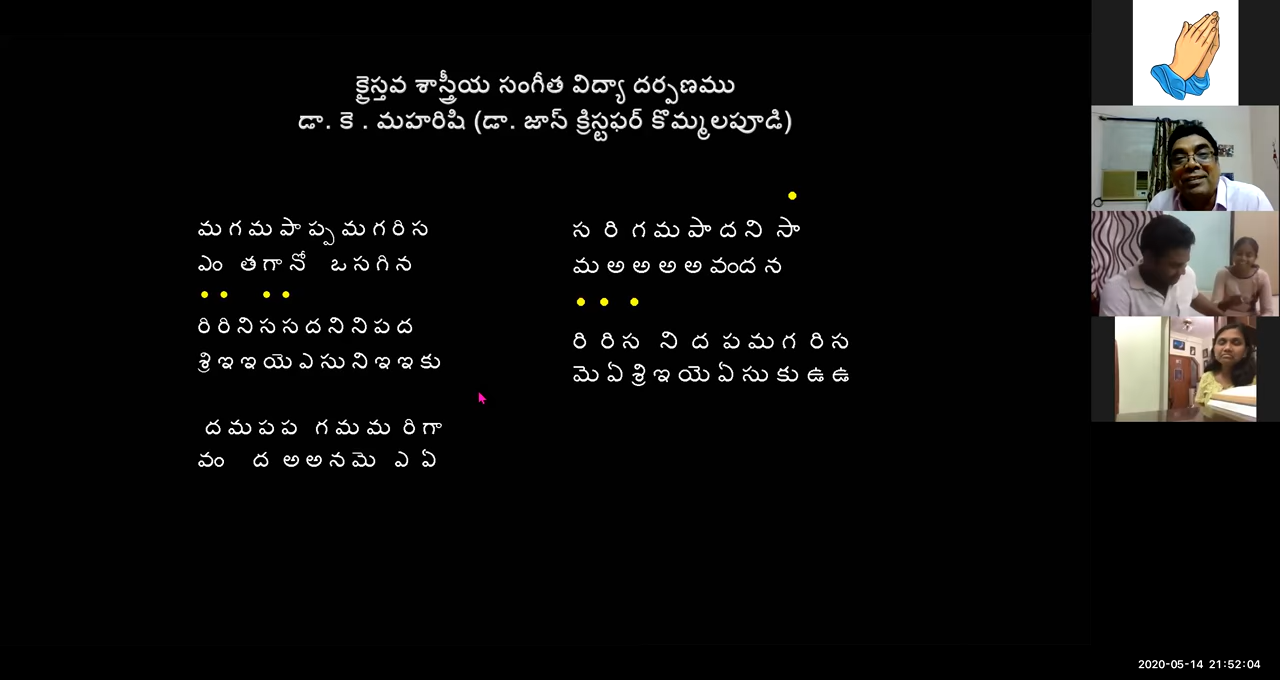 క్రైస్తవ శాస్త్రీయ సంగీత విద్యా దర్పణము
డా. కె . మహరిషి (డా. జాస్ క్రిస్టఫర్ కొమ్మలపూడి)
మ గ మ పా ప్ప మ గ రి స
ఎం త గా నో ఒ స గి న
రి రి ని స స ద ని ని ప ద
శ్రి ఇ ఇ యె ఎ సు ని ఇ ఇ కు
ద మ ప ప గ మ మ రి గా
వం ద అ అ న మె ఎ ఏ
స రి గ మ పా ద ని సా
మ అ అ అ అ వం ద న
రి రి స ని ద ప మ గ రి స
మె ఏ శ్రి ఇ యె ఏ సు కు ఉ ఉ
2020-05-14 21:52:04